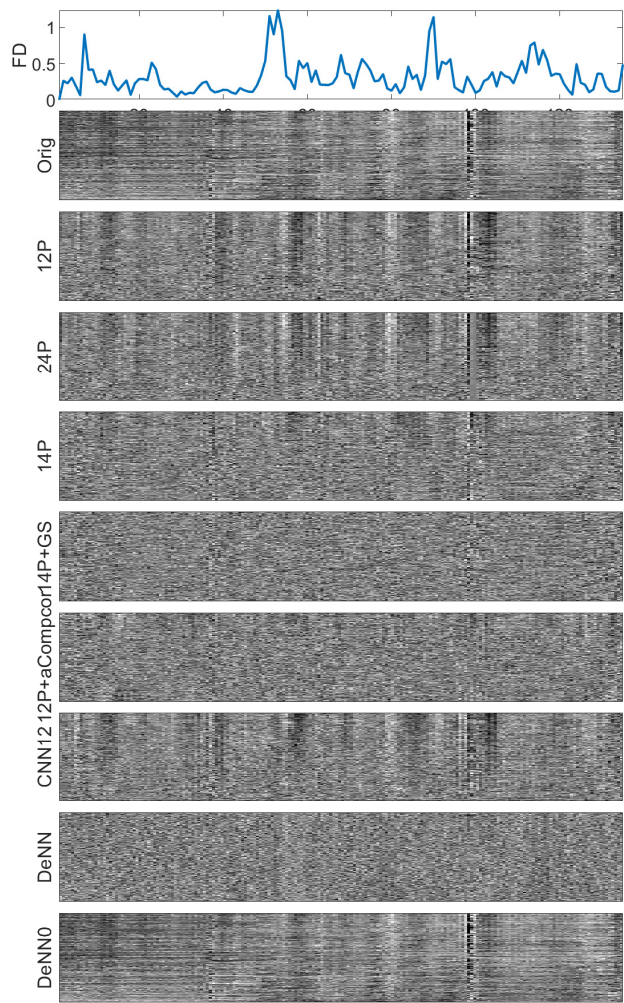 FD
1
0.5
0
Orig
12P
24P
14P
14P+GS
12P+aCompcor
CNN12
DeNN
DeNN0